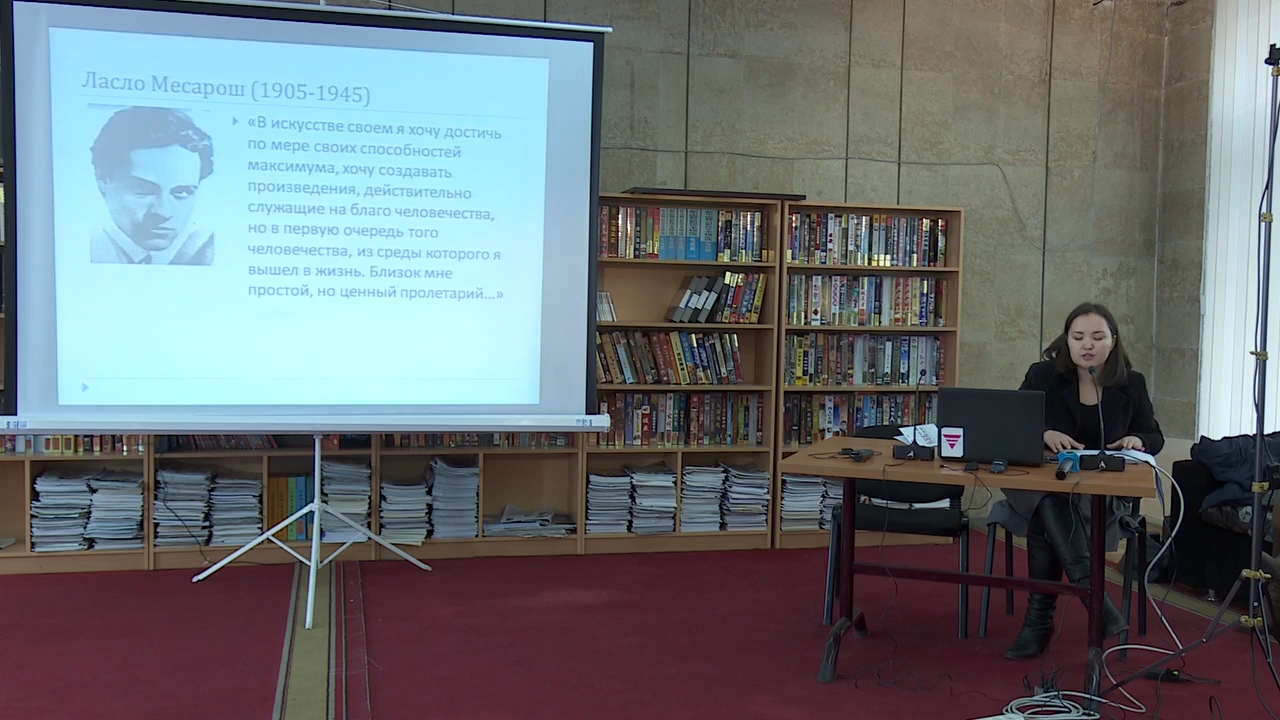 Ласло Месарош (1905-1945)
«В искусстве своем я хочу достичь
по мере своих способностей
максимума, хочу создавать
произведения, действительно
служащие на благо человечества,
но в первую очередь того
человечества, из среды которого я
вышел в жизнь. Близок мне
простой, но ценный пролетарий...»